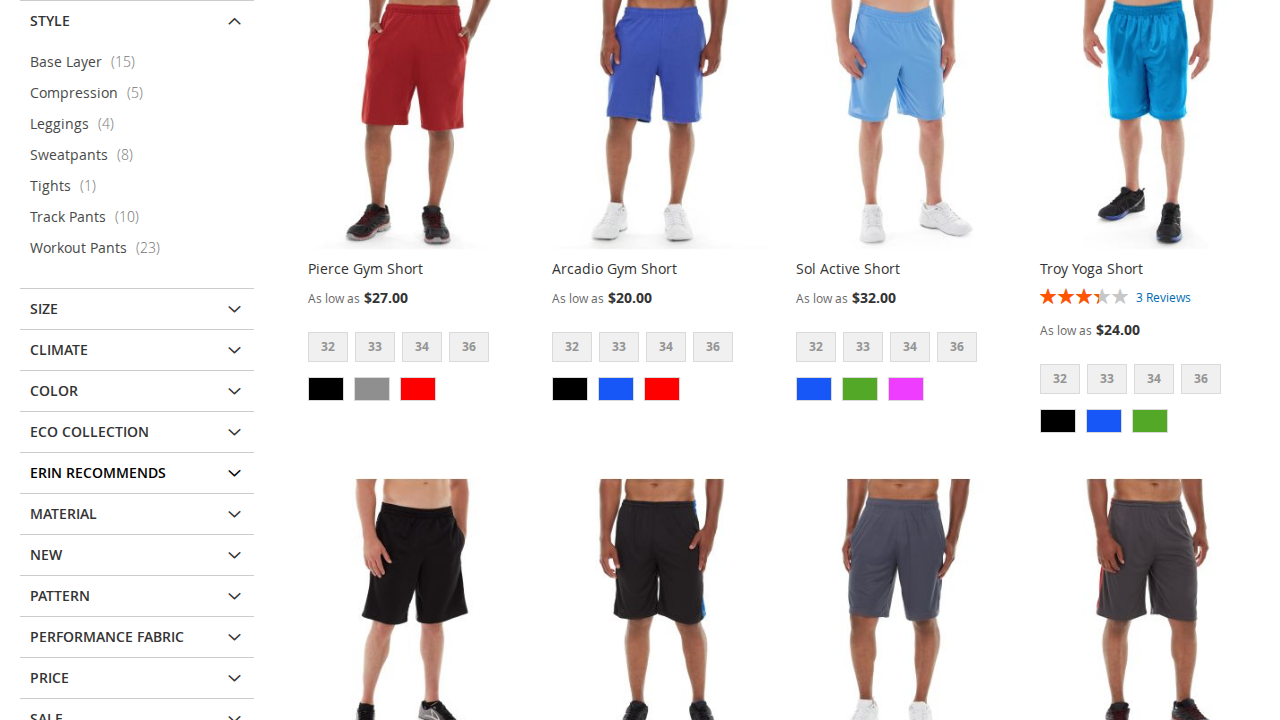 STYLE
Base Layer (15)
Compression (5)
Leggings (4)
Sweatpants (8)
Tights (1)
Track Pants (10)
Workout Pants (23)
SIZE
CLIMATE
COLOR
ECO COLLECTION
ERIN RECOMMENDS
MATERIAL
NEW
PATTERN
PERFORMANCE FABRIC
PRICE
SALE
Pierce Gym Short
As low as $27.00
32 33 34 36
Arcadio Gym Short
As low as $20.00
32 33 34 36
Sol Active Short
As low as $32.00
32 33 34 36
Troy Yoga Short
3 Reviews
As low as $24.00
32 33 34 36